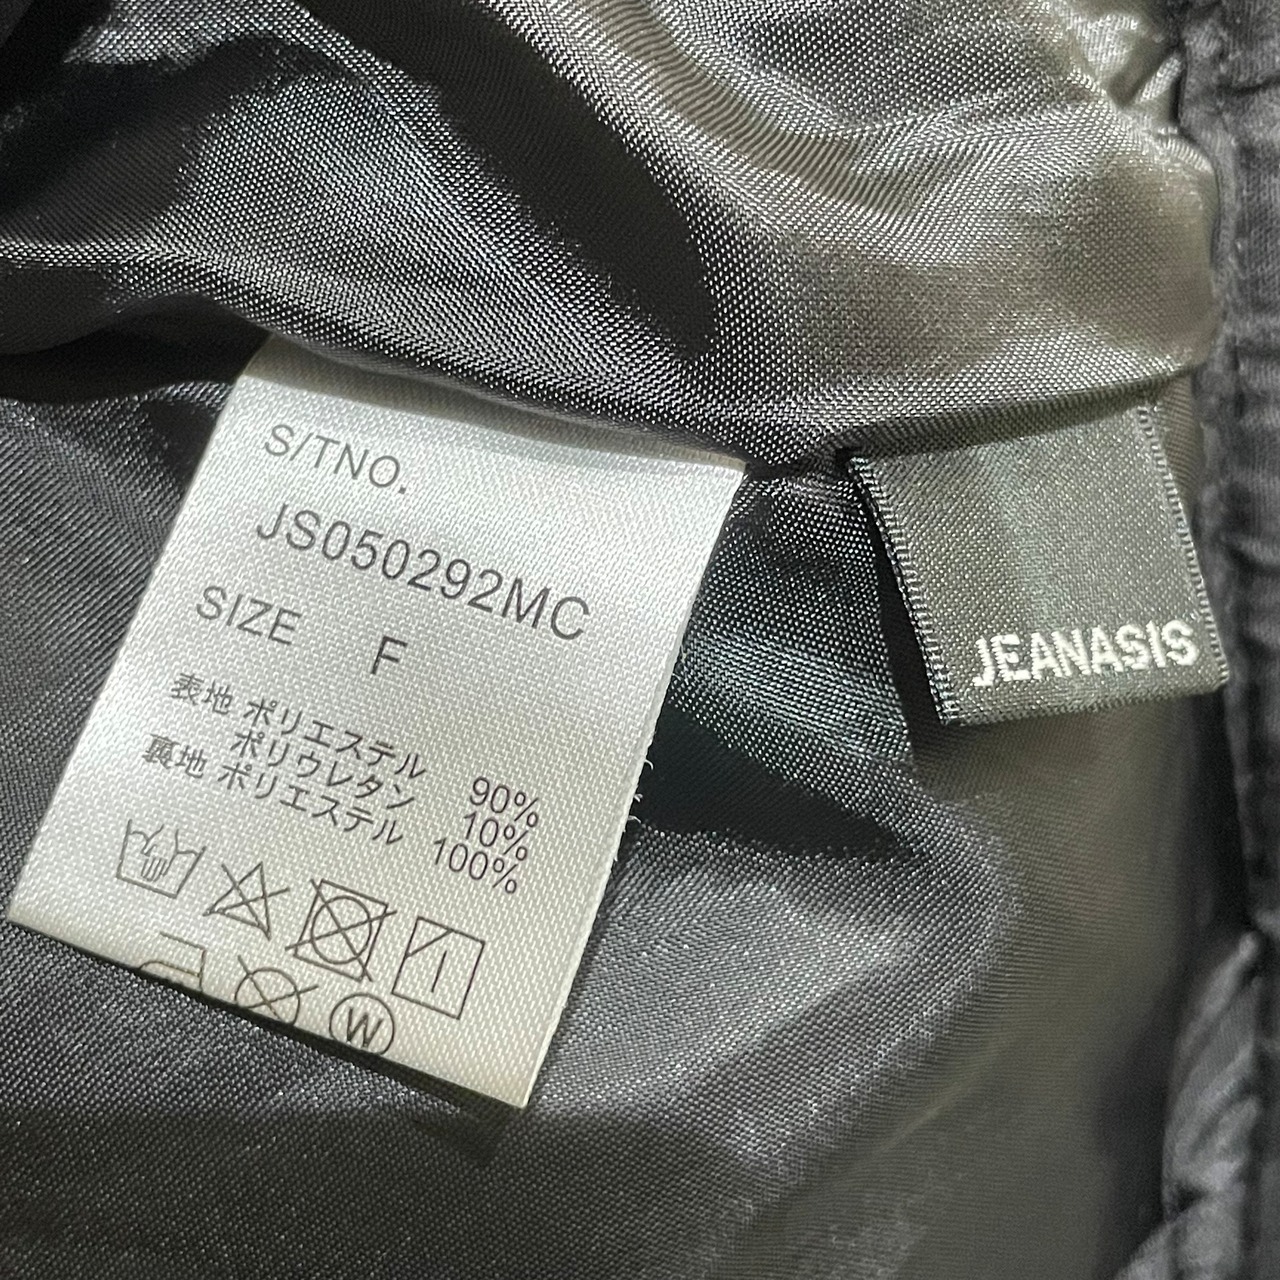 S/TNO.
JS050292MC
SIZE F
表地 ポリエステル 90%
ポリウレタン 10%
裏地 ポリエステル 100%
W
JEANASIS